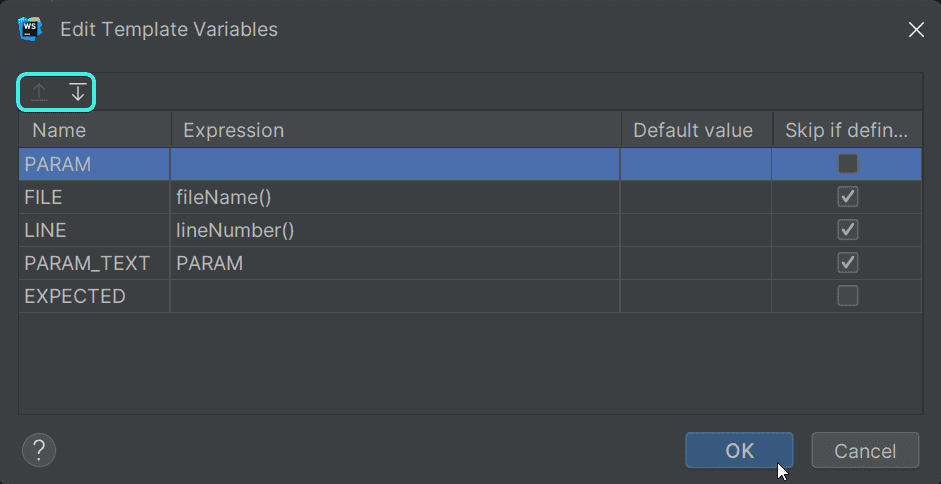 WS
Edit Template Variables
Name Expression Default value Skip if defin...
PARAM
FILE fileName()
LINE lineNumber()
PARAM_TEXT PARAM
EXPECTED
? OK Cancel